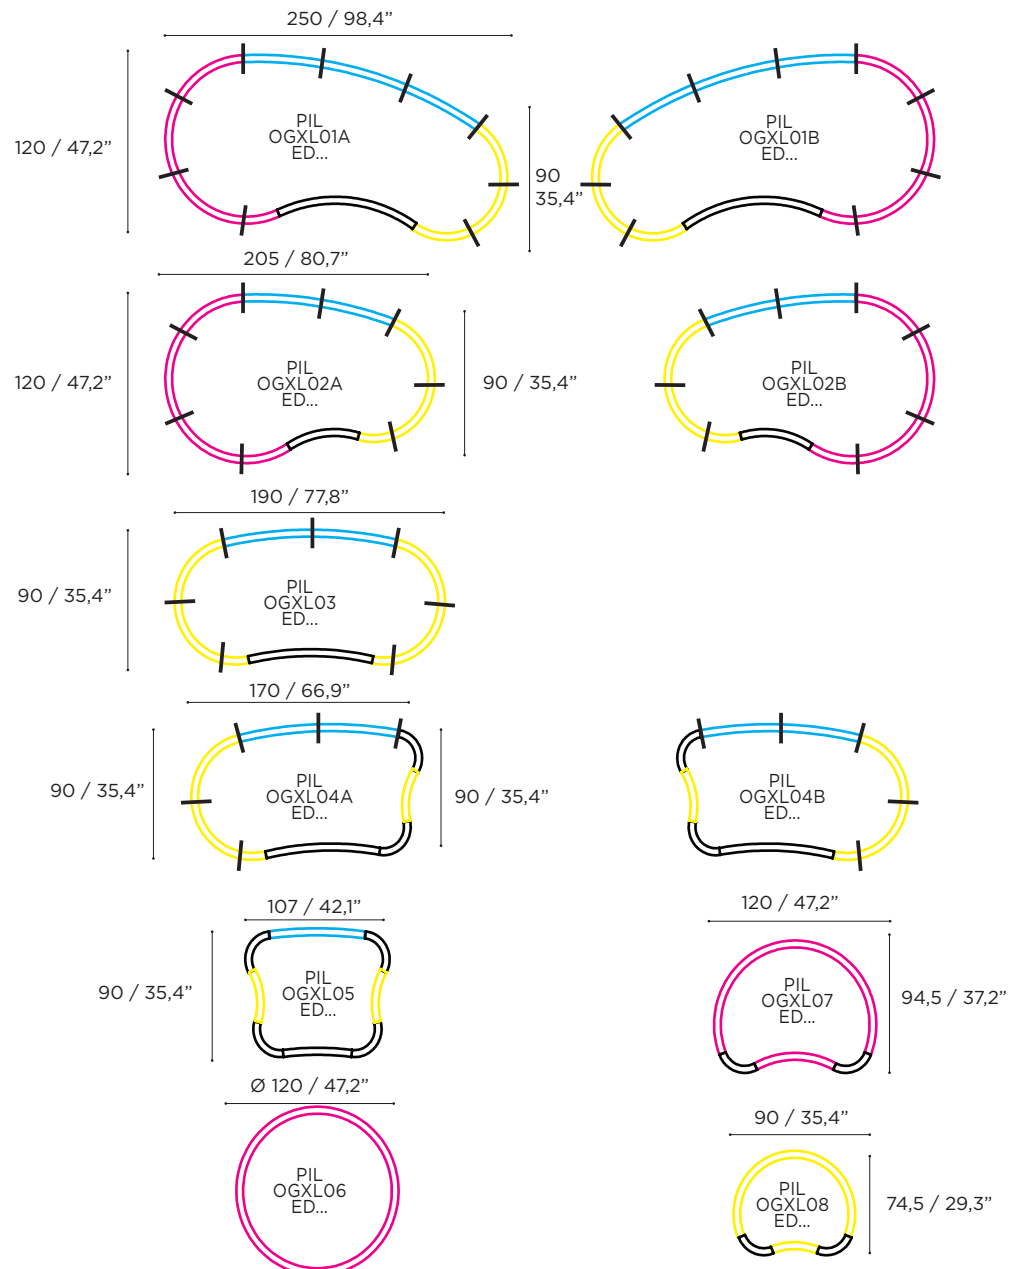 250 / 98,4”
PIL
OGXL01A
ED...
PIL
OGXL01B
ED...
120 / 47,2”
90
35,4”
205 / 80,7”
PIL
OGXL02A
ED...
PIL
OGXL02B
ED...
120 / 47,2”
90 / 35,4”
190 / 77,8”
PIL
OGXL03
ED...
90 / 35,4”
170 / 66,9”
PIL
OGXL04A
ED...
PIL
OGXL04B
ED...
90 / 35,4”
90 / 35,4”
107 / 42,1”
120 / 47,2”
PIL
OGXL05
ED...
PIL
OGXL07
ED...
90 / 35,4”
94,5 / 37,2”
Ø 120 / 47,2”
90 / 35,4”
PIL
OGXL06
ED...
PIL
OGXL08
ED...
74,5 / 29,3”